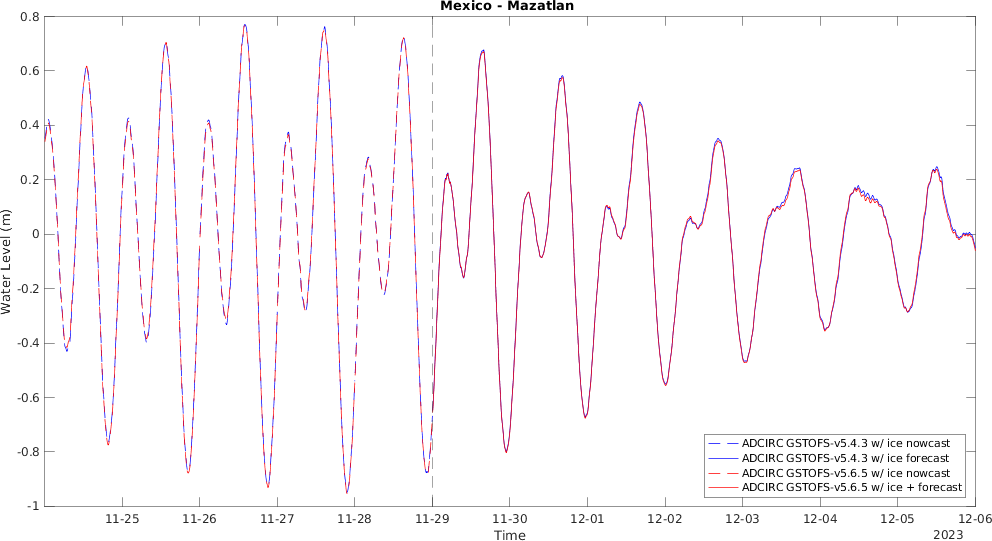 Mexico - Mazatlan
0.8
0.6
0.4
0.2
0
-0.2
-0.4
-0.6
-0.8
-1
Water Level (m)
11-25 11-26 11-27 11-28 11-29 11-30 12-01 12-02 12-03 12-04 12-05 12-06
Time
2023
ADCIRC GSTOFS-v5.4.3 w/ ice nowcast
ADCIRC GSTOFS-v5.4.3 w/ ice forecast
ADCIRC GSTOFS-v5.6.5 w/ ice nowcast
ADCIRC GSTOFS-v5.6.5 w/ ice + forecast